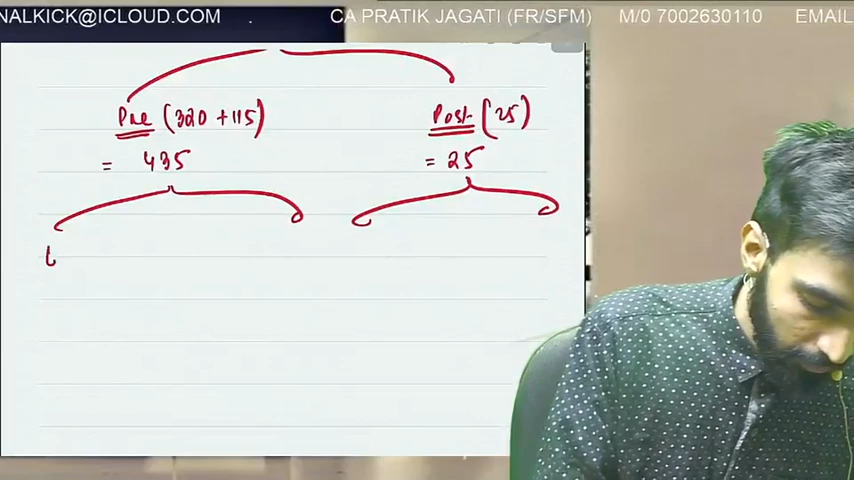 NALKICK@ICLOUD.COM . CA PRATIK JAGATI (FR/SFM) M/0 7002630110 EMAIL
Pre (320 + 115) Post (25)
= 435 = 25